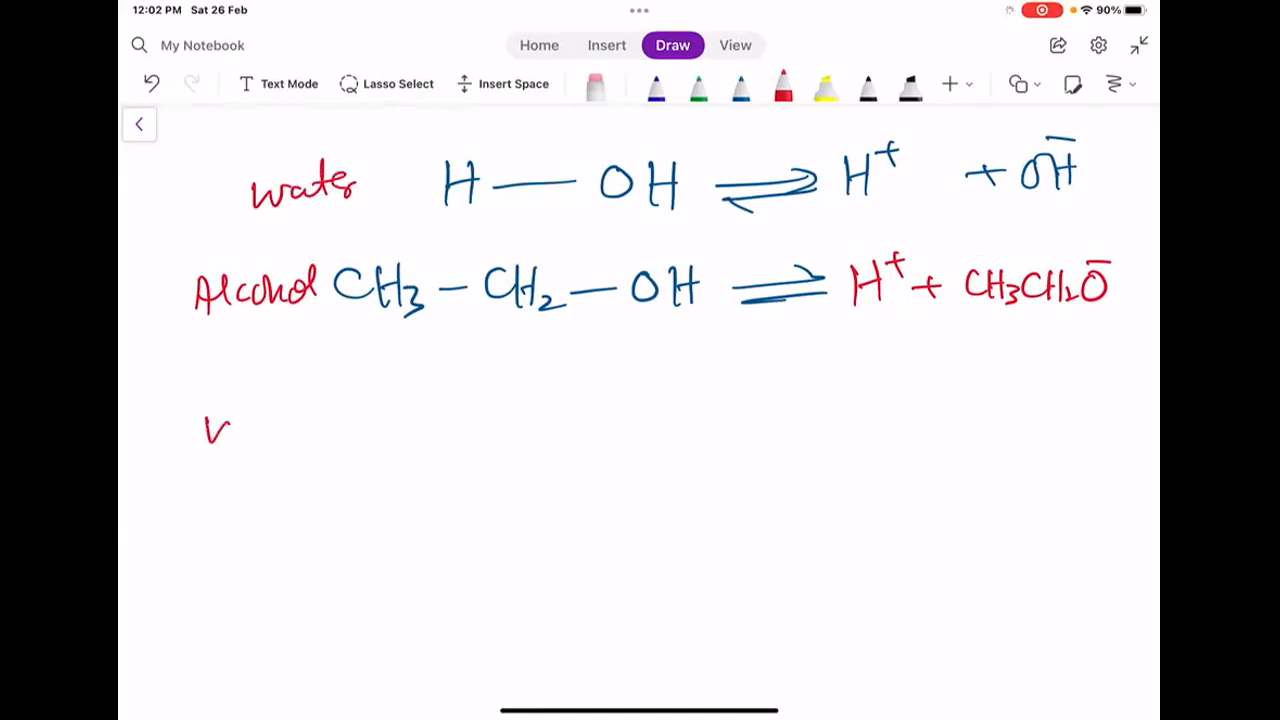 12:02 PM Sat 26 Feb
90%
My Notebook
Home Insert Draw View
Text Mode Lasso Select Insert Space
water H — OH ⇌ H⁺ + OH⁻
Alcohol CH₃ – CH₂ – OH ⇌ H⁺ + CH₃CH₂O⁻